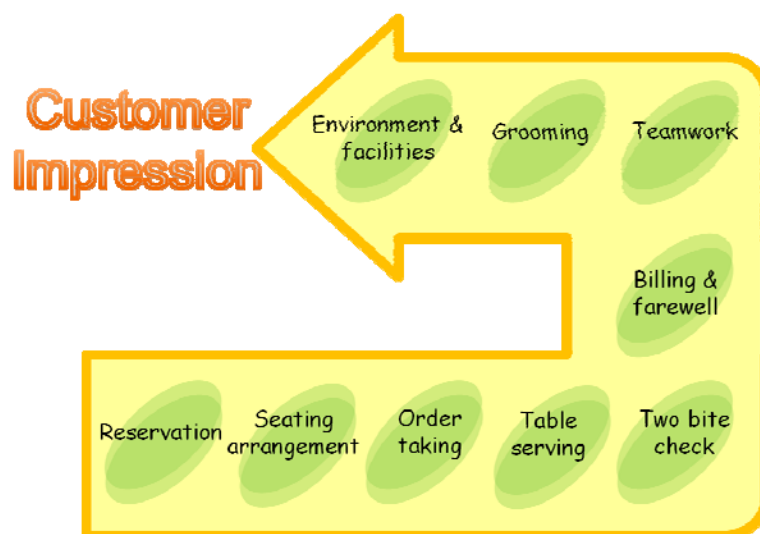 Customer
Impression
Environment &
facilities
Grooming
Teamwork
Billing &
farewell
Reservation
Seating
arrangement
Order
taking
Table
serving
Two bite
check